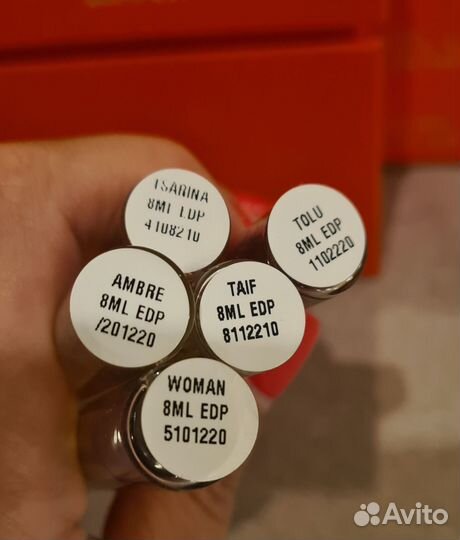 TSARINA
8ML EDP
4108210
TOLU
8ML EDP
1102220
AMBRE
8ML EDP
/201220
TAIF
8ML EDP
8112210
WOMAN
8ML EDP
5101220
Avito